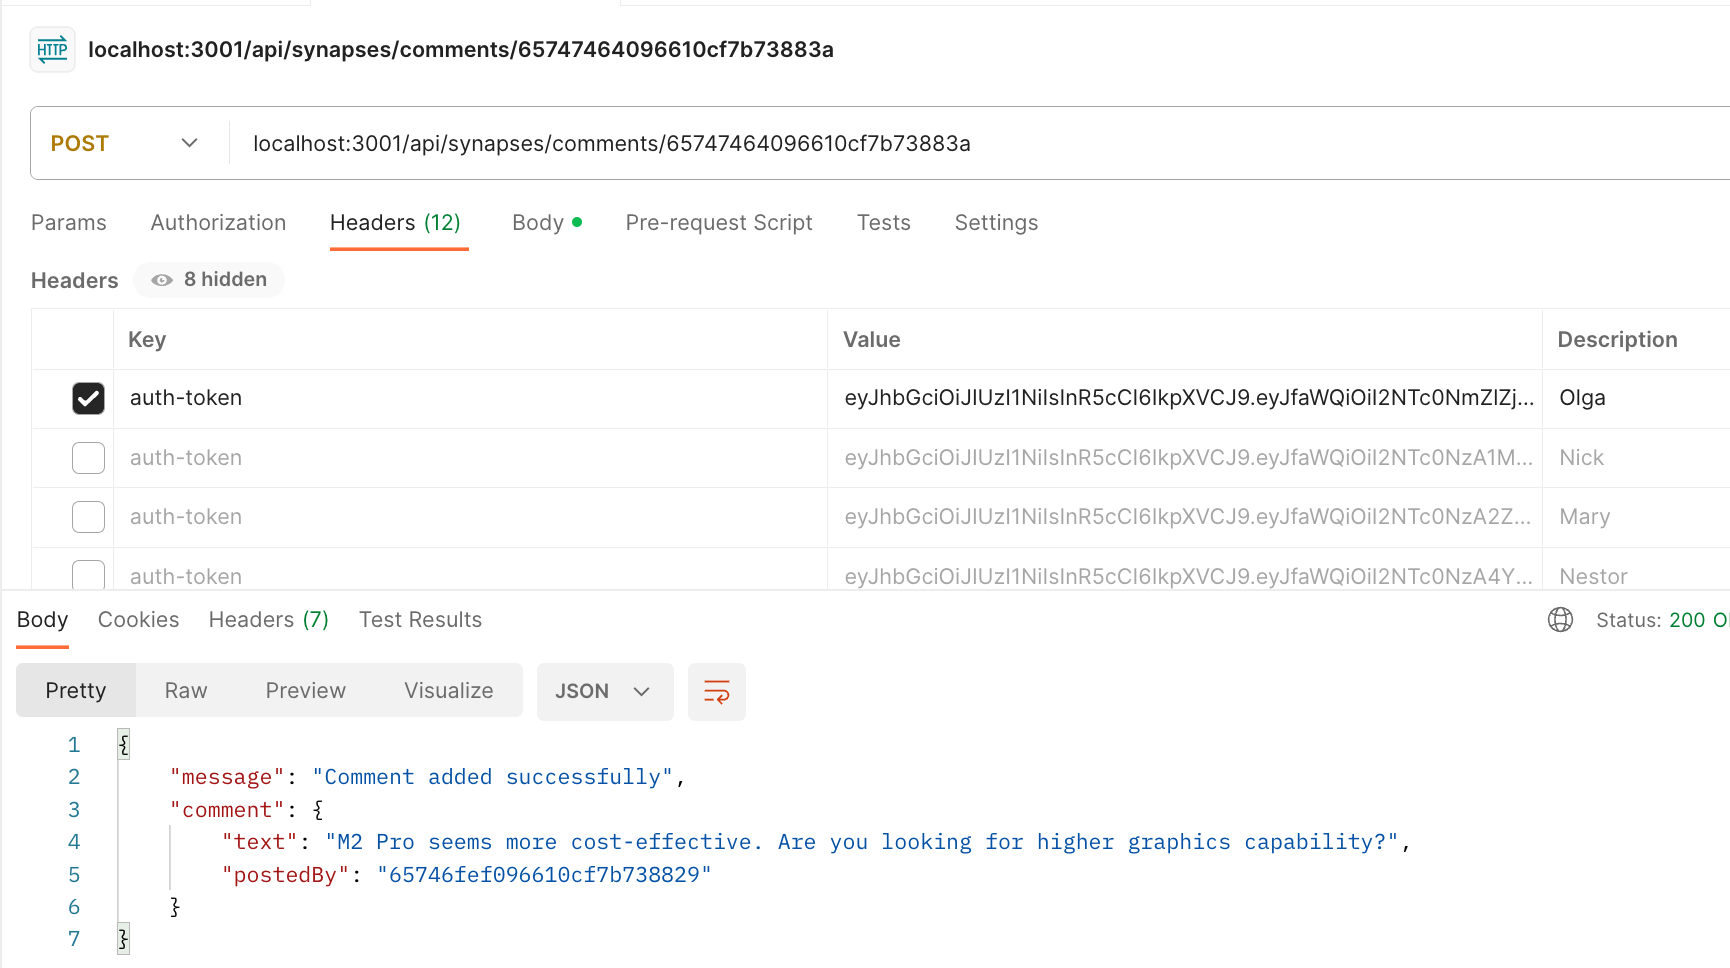 HTTP localhost:3001/api/synapses/comments/65747464096610cf7b73883a
POST localhost:3001/api/synapses/comments/65747464096610cf7b73883a
Params Authorization Headers (12) Body Pre-request Script Tests Settings
Headers 8 hidden
Key Value Description
auth-token eyJhbGciOiJIUzI1NiIsInR5cCI6IkpXVCJ9.eyJfaWQiOiI2NTc0NmZlZj... Olga
auth-token eyJhbGciOiJIUzI1NiIsInR5cCI6IkpXVCJ9.eyJfaWQiOiI2NTc0NzA1M... Nick
auth-token eyJhbGciOiJIUzI1NiIsInR5cCI6IkpXVCJ9.eyJfaWQiOiI2NTc0NzA2Z... Mary
auth-token eyJhbGciOiJIUzI1NiIsInR5cCI6IkpXVCJ9.eyJfaWQiOiI2NTc0NzA4Y... Nestor
Body Cookies Headers (7) Test Results Status: 200 O
Pretty Raw Preview Visualize JSON
1 {
2 "message": "Comment added successfully",
3 "comment": {
4 "text": "M2 Pro seems more cost-effective. Are you looking for higher graphics capability?",
5 "postedBy": "65746fef096610cf7b738829"
6 }
7 }